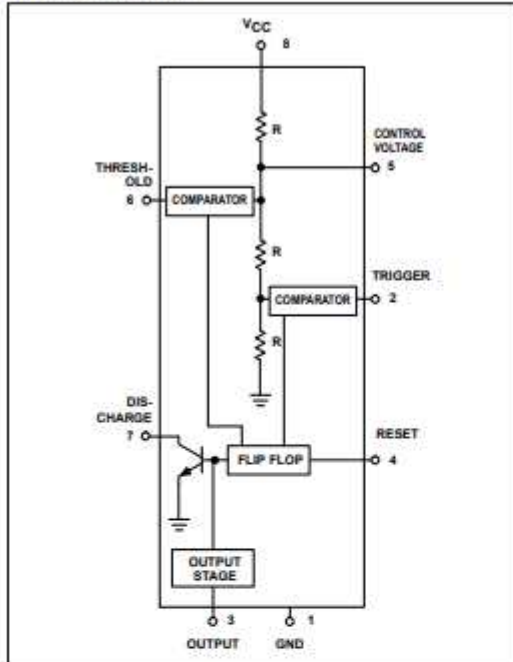 VCC
8
R
CONTROL
VOLTAGE
5
THRESH-
OLD
6
COMPARATOR
R
TRIGGER
COMPARATOR
2
R
DIS-
CHARGE
7
RESET
FLIP FLOP
4
OUTPUT
STAGE
3
1
OUTPUT
GND